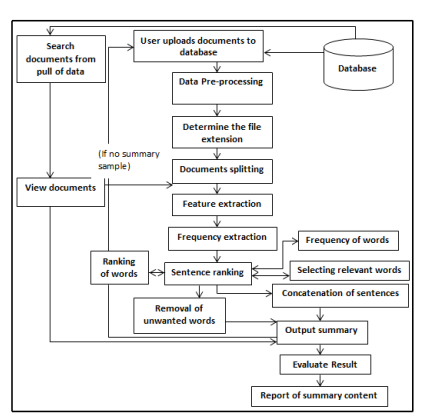 Search
documents from
pull of data
User uploads documents to
database
Database
Data Pre-processing
Determine the file
extension
(If no summary
sample)
Documents splitting
View documents
Feature extraction
Frequency extraction
Frequency of words
Ranking
of words
Sentence ranking
Selecting relevant words
Concatenation of sentences
Removal of
unwanted words
Output summary
Evaluate Result
Report of summary content